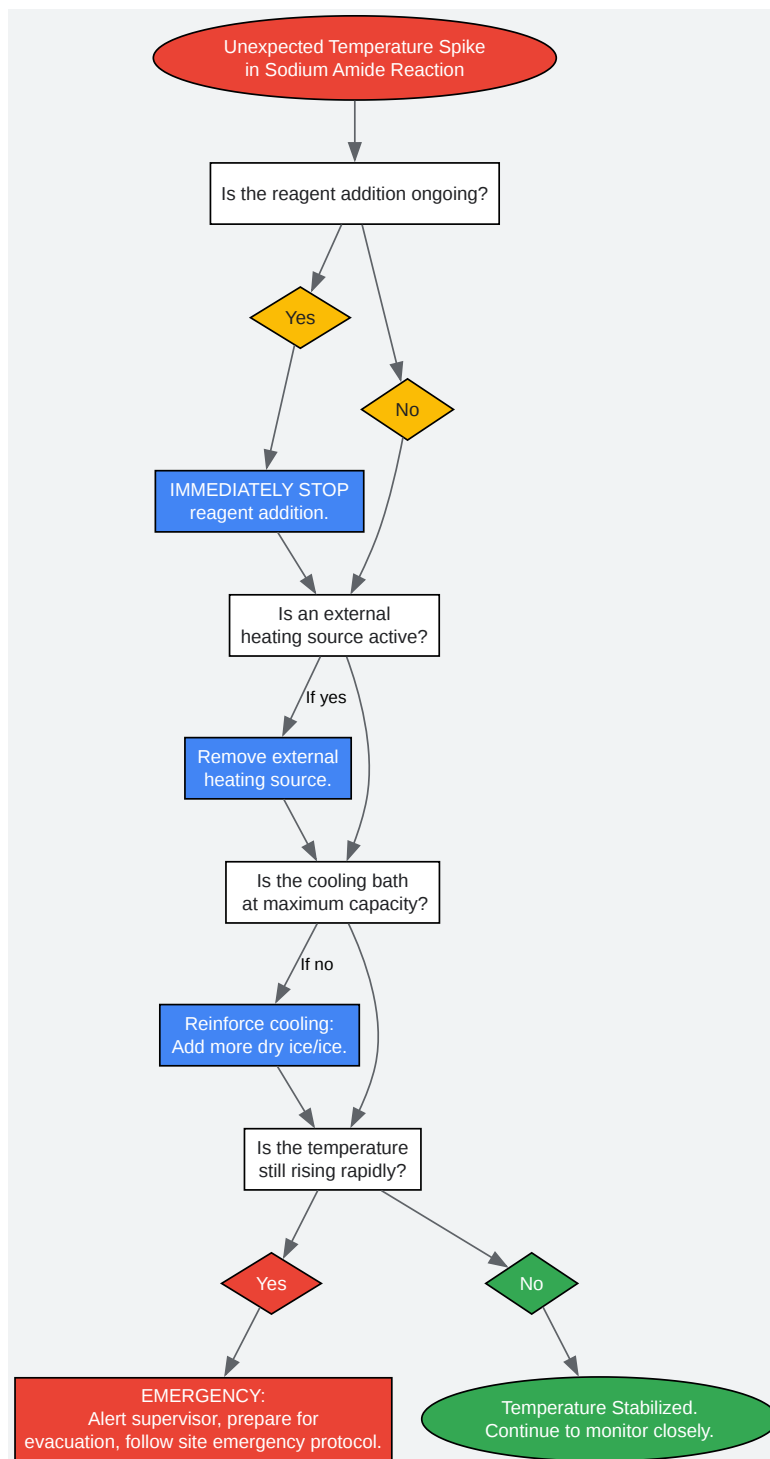 Unexpected Temperature Spike
in Sodium Amide Reaction
Is the reagent addition ongoing?
Yes
No
IMMEDIATELY STOP
reagent addition.
Is an external
heating source active?
If yes
Remove external
heating source.
Is the cooling bath
at maximum capacity?
If no
Reinforce cooling:
Add more dry ice/ice.
Is the temperature
still rising rapidly?
Yes
No
EMERGENCY:
Alert supervisor, prepare for
evacuation, follow site emergency protocol.
Temperature Stabilized.
Continue to monitor closely.